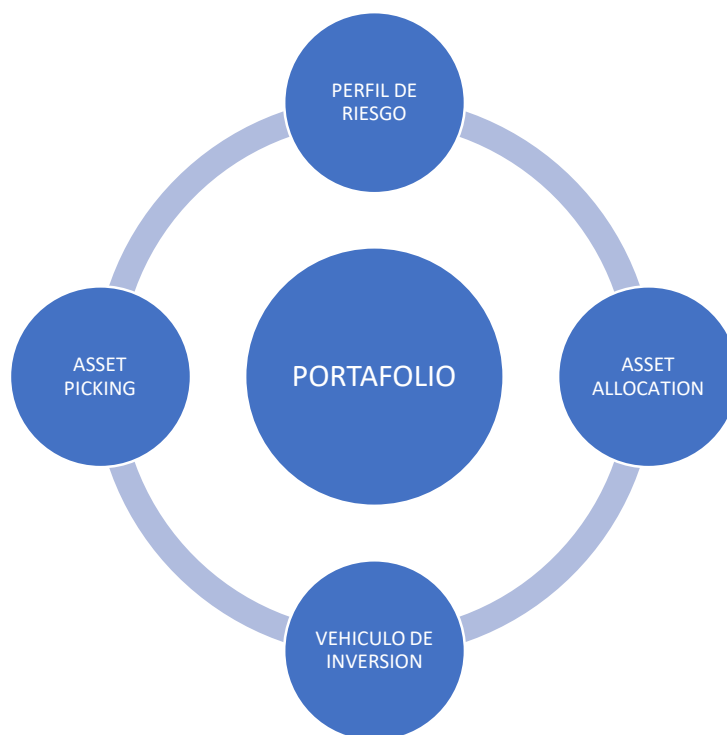 PERFIL DE
RIESGO
ASSET
PICKING
PORTAFOLIO
ASSET
ALLOCATION
VEHICULO DE
INVERSION